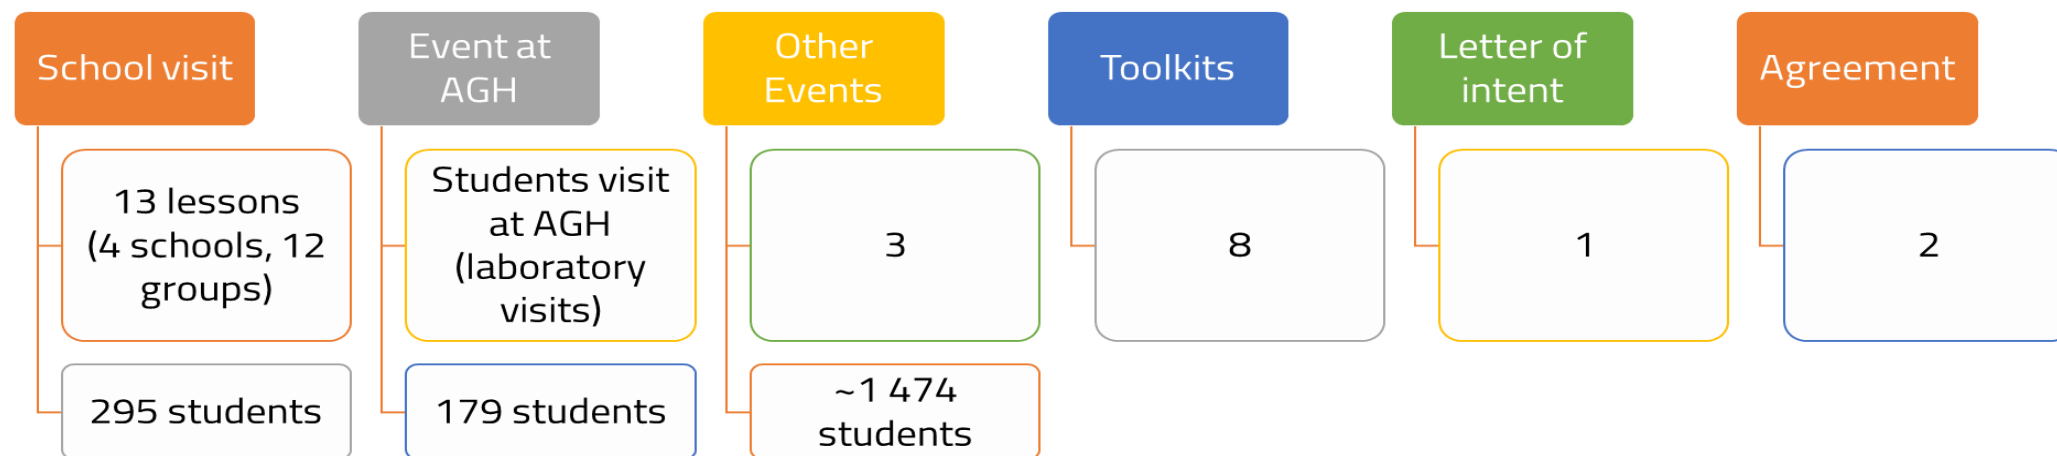 School visit
13 lessons
(4 schools, 12
groups)
295 students
Event at
AGH
Students visit
at AGH
(laboratory
visits)
179 students
Other
Events
3
~1 474
students
Toolkits
8
Letter of
intent
1
Agreement
2